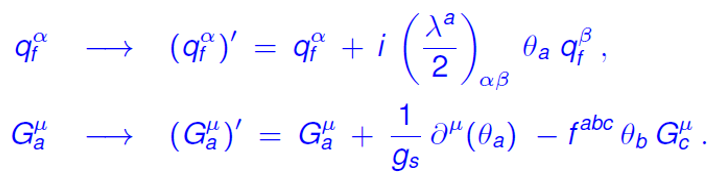 q_f^α ⟶ (q_f^α)′ = q_f^α + i (λ^a/2)_{αβ} θ_a q_f^β ,
G_a^μ ⟶ (G_a^μ)′ = G_a^μ + 1/g_s ∂^μ(θ_a) − f^{abc} θ_b G_c^μ .